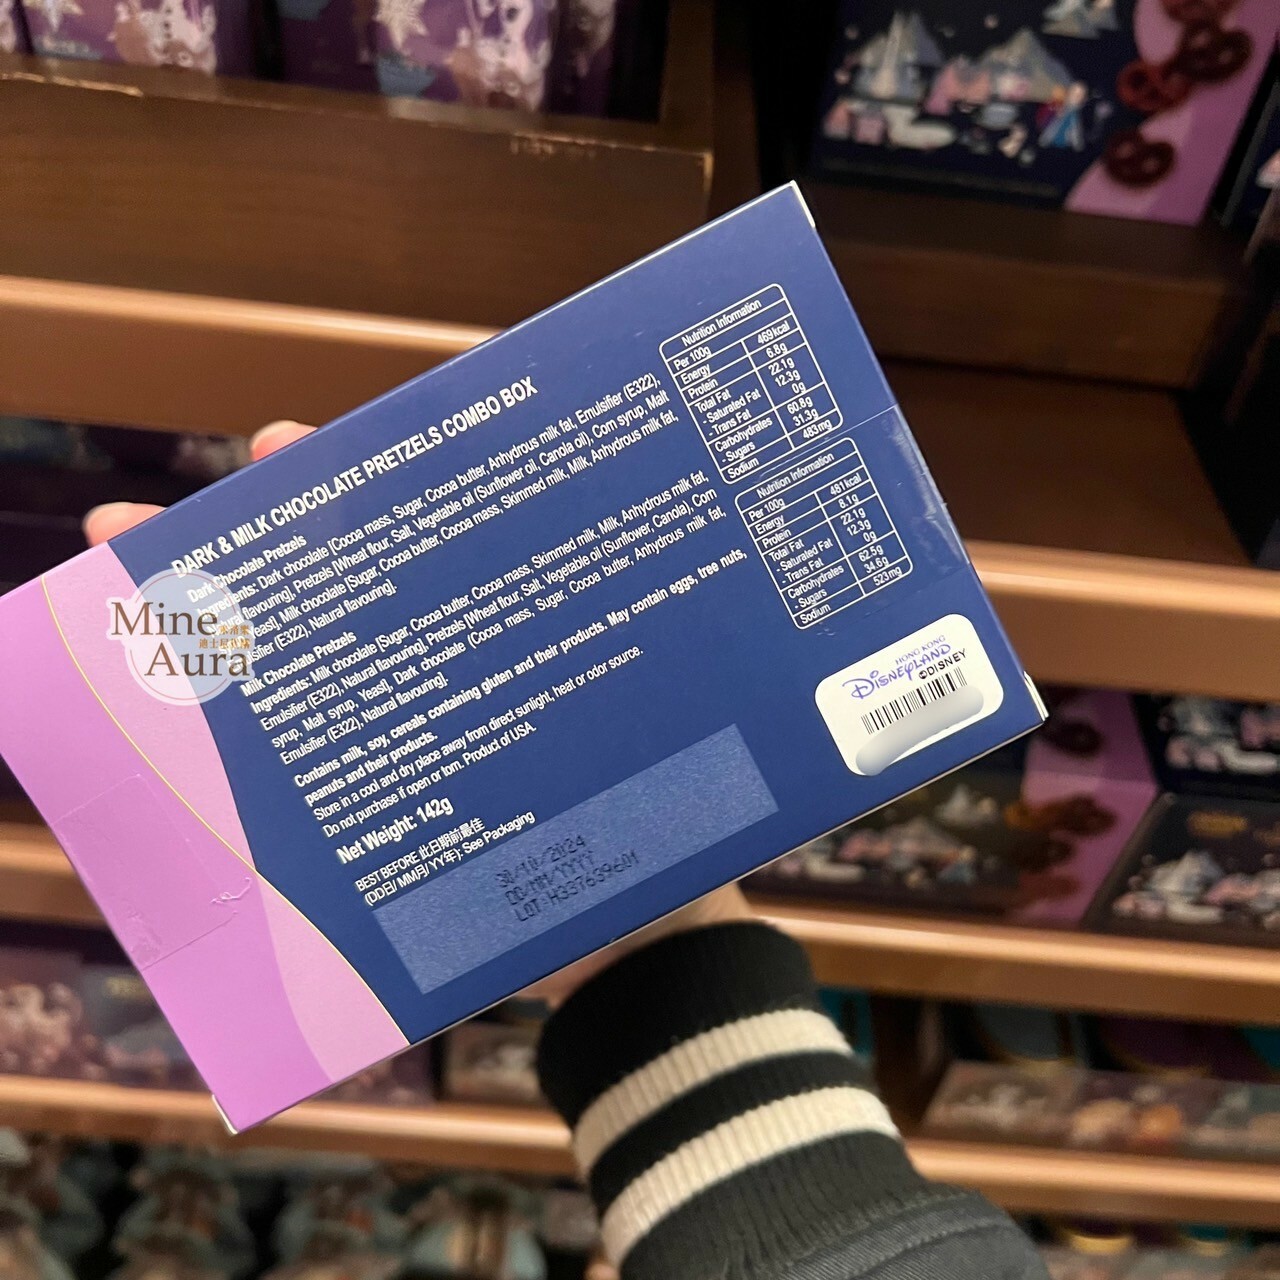 DARK & MILK CHOCOLATE PRETZELS COMBO BOX
Dark Chocolate Pretzels
Ingredients: Dark chocolate [Cocoa mass, Sugar, Cocoa butter, Anhydrous milk fat, Emulsifier (E322),
flavouring], Pretzels [Wheat flour, Salt, Vegetable oil (Sunflower oil, Canola oil), Corn syrup, Malt
Yeast], Milk chocolate [Sugar Cocoa butter, Cocoa mass, Skimmed milk, Milk, Anhydrous milk fat,
(E322), Natural flavouring].
Milk Chocolate Pretzels
Ingredients: Milk chocolate [Sugar, Cocoa butter, Cocoa mass, Skimmed milk, Milk, Anhydrous milk fat,
Emulsifier (E322), Natural flavouring], Pretzels [Wheat flour, Salt, Vegetable oil (Sunflower, Canola), Corn
syrup, Malt syrup, Yeast], Dark chocolate (Cocoa mass, Sugar, Cocoa butter, Anhydrous milk fat,
Emulsifier (E322), Natural flavouring].
Contains milk, soy, cereals containing gluten and their products. May contain eggs, tree nuts,
peanuts and their products.
Store in a cool and dry place away from direct sunlight, heat or odor source.
Do not purchase if open or torn. Product of USA.
Net Weight: 142g
BEST BEFORE 此日期前最佳
(DD日/ MM月/ YY年): See Packaging
30/10/2024
DD/MM/YYYY
LOT H337639601
Nutrition Information
Per 100g
Energy 469kcal
Protein 6.8g
Total Fat 22.1g
- Saturated Fat 12.3g
- Trans Fat 0g
Carbohydrates 60.8g
- Sugars 31.3g
Sodium 483mg
Nutrition Information
Per 100g
Energy 481kcal
Protein 8.1g
Total Fat 22.1g
- Saturated Fat 12.3g
- Trans Fat 0g
Carbohydrates 62.5g
- Sugars 34.6g
Sodium 523mg
HONG KONG
DISNEYLAND
©DISNEY
Mine
Aura